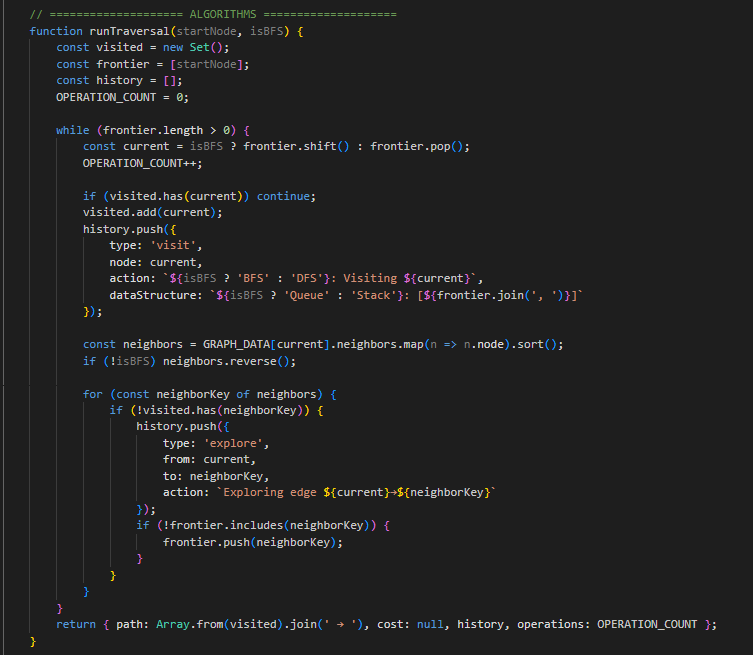 // ==================== ALGORITHMS ====================
function runTraversal(startNode, isBFS) {
    const visited = new Set();
    const frontier = [startNode];
    const history = [];
    OPERATION_COUNT = 0;

    while (frontier.length > 0) {
        const current = isBFS ? frontier.shift() : frontier.pop();
        OPERATION_COUNT++;

        if (visited.has(current)) continue;
        visited.add(current);
        history.push({
            type: 'visit',
            node: current,
            action: `${isBFS ? 'BFS' : 'DFS'}: Visiting ${current}`,
            dataStructure: `${isBFS ? 'Queue' : 'Stack'}: [${frontier.join(', ')}]`
        });

        const neighbors = GRAPH_DATA[current].neighbors.map(n => n.node).sort();
        if (!isBFS) neighbors.reverse();

        for (const neighborKey of neighbors) {
            if (!visited.has(neighborKey)) {
                history.push({
                    type: 'explore',
                    from: current,
                    to: neighborKey,
                    action: `Exploring edge ${current}→${neighborKey}`
                });
                if (!frontier.includes(neighborKey)) {
                    frontier.push(neighborKey);
                }
            }
        }
    }
    return { path: Array.from(visited).join(' → '), cost: null, history, operations: OPERATION_COUNT };
}